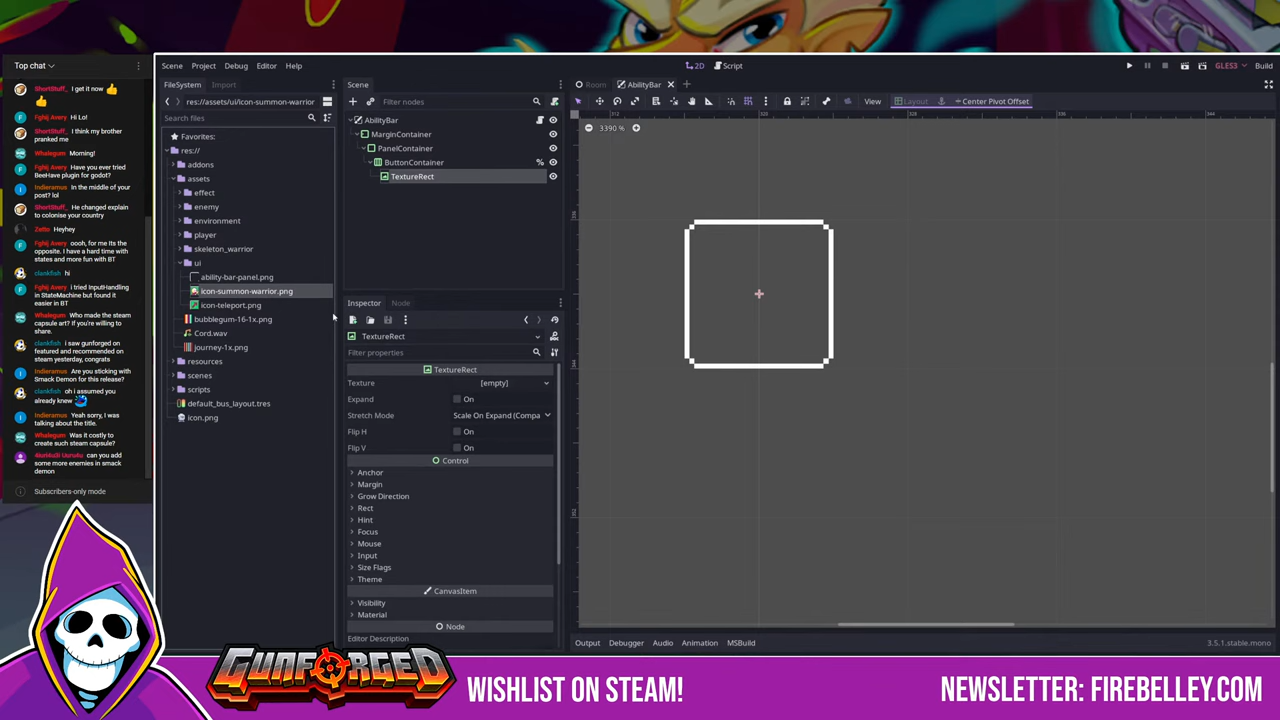 Top chat
ShortStuff_ I get it now 👍
👍
Fghij Avery Hi Lo!
ShortStuff_ I think my brother
pranked me
Whalegum Morning!
Fghij Avery Have you ever tried
BeeHave plugin for godot?
Indieramus In the middle of your
post? lol
ShortStuff_ He changed explain
to colonise your country
Zetto Heyhey
Fghij Avery oooh, for me Its the
opposite. I have a hard time with
states and more fun with BT
clankfish hi
Fghij Avery i tried InputHandling
in StateMachine but found it
easier in BT
Whalegum Who made the steam
capsule art? If you're willing to
share.
clankfish i saw gunforged on
featured and recommended on
steam yesterday, congrats
Indieramus Are you sticking with
Smack Demon for this release?
clankfish oh i assumed you
already knew
Indieramus Yeah sorry, I was
talking about the title.
Whalegum Was it costly to
create such steam capsule?
can you add
some more enemies in smack
demon
Subscribers-only mode
Scene Project Debug Editor Help
2D Script
GLES3 Build
FileSystem Import
res://assets/ui/icon-summon-warrior
Search files
Favorites:
res://
addons
assets
effect
enemy
environment
player
skeleton_warrior
ui
ability-bar-panel.png
icon-summon-warrior.png
icon-teleport.png
bubblegum-16-1x.png
Cord.wav
journey-1x.png
resources
scenes
scripts
default_bus_layout.tres
icon.png
Scene
Filter nodes
AbilityBar
MarginContainer
PanelContainer
ButtonContainer %
TextureRect
Inspector Node
TextureRect
Filter properties
TextureRect
Texture [empty]
Expand On
Stretch Mode Scale On Expand (Compa
Flip H On
Flip V On
Control
Anchor
Margin
Grow Direction
Rect
Hint
Focus
Mouse
Input
Size Flags
Theme
CanvasItem
Visibility
Material
Node
Editor Description
Room AbilityBar
View Layout Center Pivot Offset
312 320 328 336 344
3390 %
344
352
Output Debugger Audio Animation MSBuild
3.5.1.stable.mono
GUNFORGED
WISHLIST ON STEAM!
NEWSLETTER: FIREBELLEY.COM